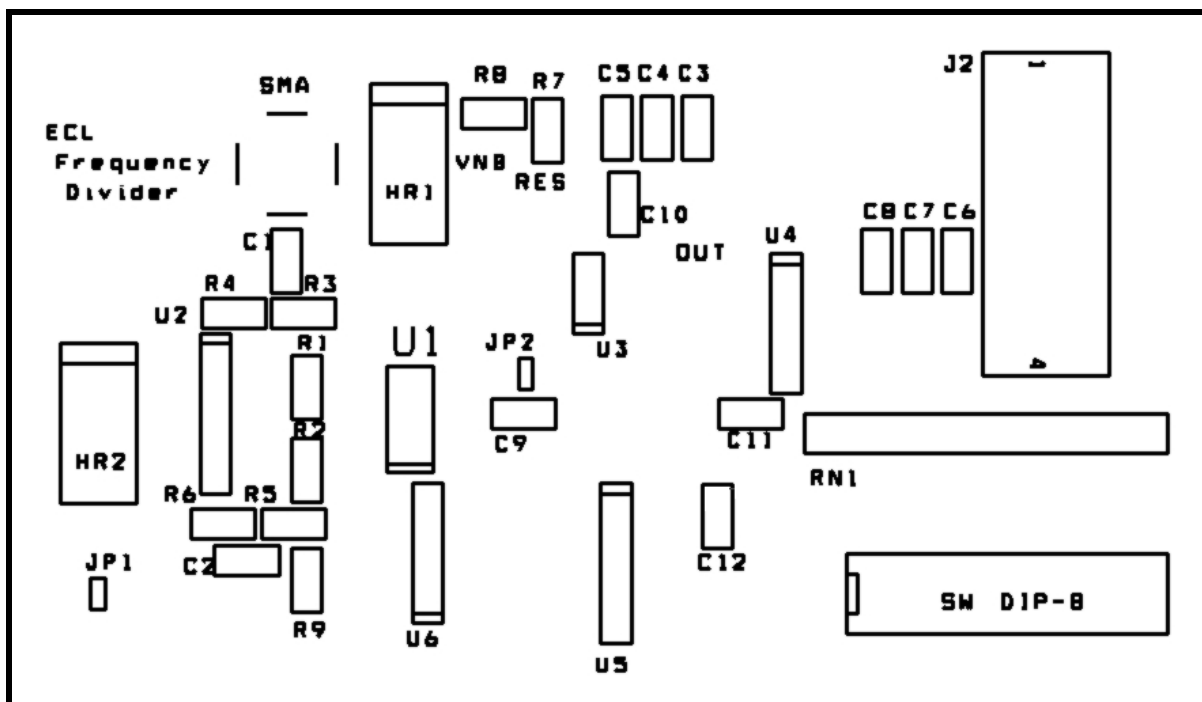 J2
1
R8
C5 C4 C3
R7
SMA
ECL
Frequency
Divider
VNB
RES
HR1
C10
C8 C7 C6
C1
OUT
U4
R4
R3
U2
R1
U1
JP2
U3
4
R2
C9
C11
HR2
RN1
R6
R5
C2
JP1
C12
SW DIP-8
R9
U6
U5